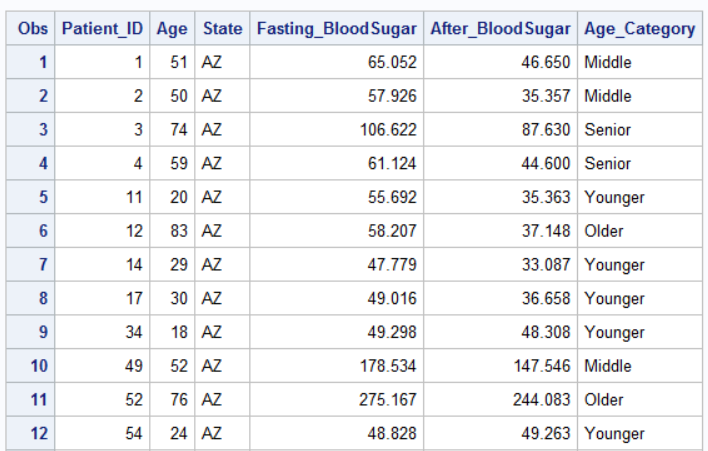 Obs Patient_ID Age State Fasting_BloodSugar After_BloodSugar Age_Category
1 1 51 AZ 65.052 46.650 Middle
2 2 50 AZ 57.926 35.357 Middle
3 3 74 AZ 106.622 87.630 Senior
4 4 59 AZ 61.124 44.600 Senior
5 11 20 AZ 55.692 35.363 Younger
6 12 83 AZ 58.207 37.148 Older
7 14 29 AZ 47.779 33.087 Younger
8 17 30 AZ 49.016 36.658 Younger
9 34 18 AZ 49.298 48.308 Younger
10 49 52 AZ 178.534 147.546 Middle
11 52 76 AZ 275.167 244.083 Older
12 54 24 AZ 48.828 49.263 Younger